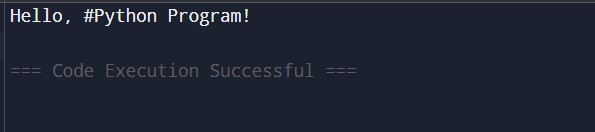 Hello, #Python Program!
=== Code Execution Successful ===